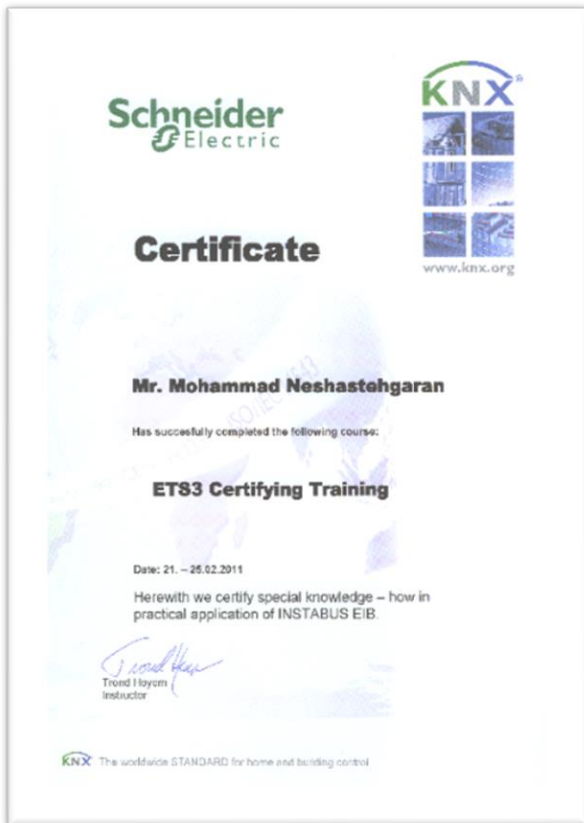 Schneider
Electric
KNX®
www.knx.org
Certificate
Mr. Mohammad Neshastehgaran
Has succesfully completed the following course:
ETS3 Certifying Training
Date: 21. – 25.02.2011
Herewith we certify special knowledge – how in
practical application of INSTABUS EIB.
Trond Hoyem
Instructor
KNX The worldwide STANDARD for home and building control